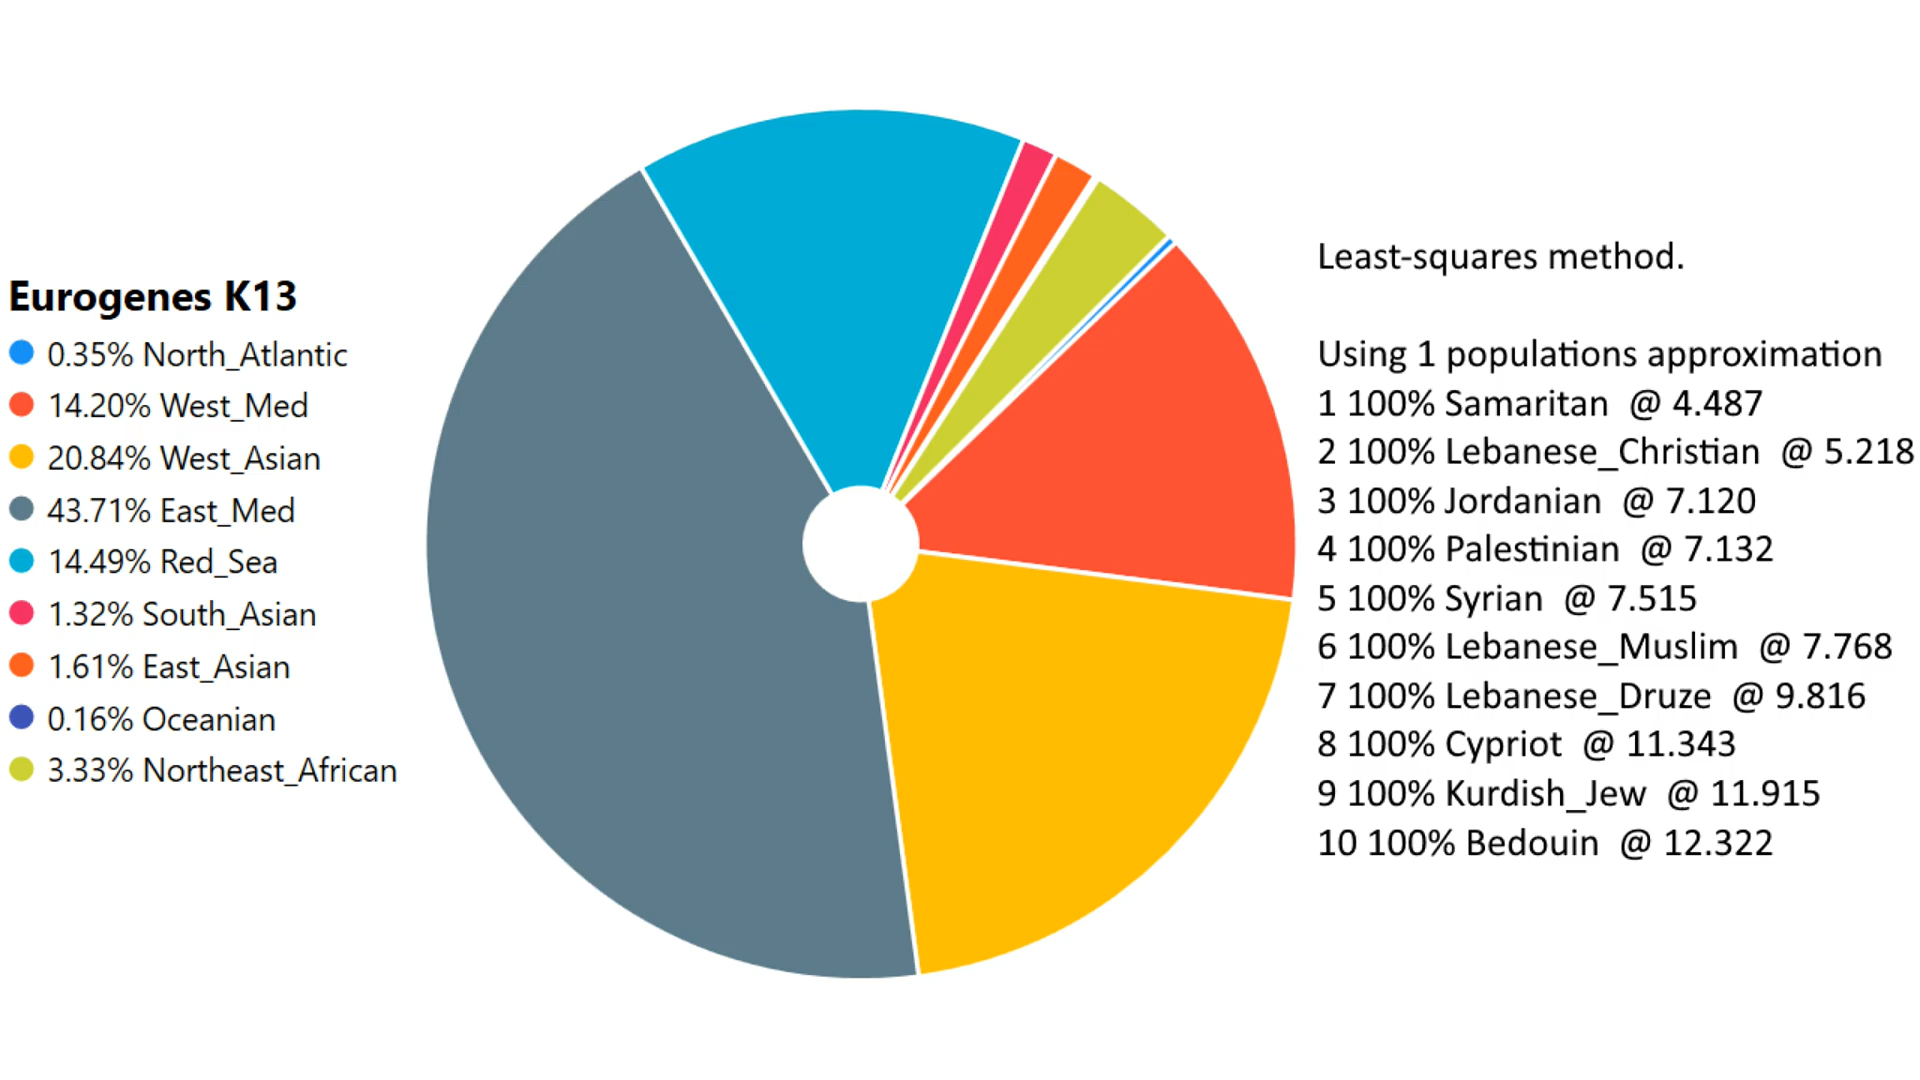 Eurogenes K13
0.35% North_Atlantic
14.20% West_Med
20.84% West_Asian
43.71% East_Med
14.49% Red_Sea
1.32% South_Asian
1.61% East_Asian
0.16% Oceanian
3.33% Northeast_African
Least-squares method.
Using 1 populations approximation
1 100% Samaritan @ 4.487
2 100% Lebanese_Christian @ 5.218
3 100% Jordanian @ 7.120
4 100% Palestinian @ 7.132
5 100% Syrian @ 7.515
6 100% Lebanese_Muslim @ 7.768
7 100% Lebanese_Druze @ 9.816
8 100% Cypriot @ 11.343
9 100% Kurdish_Jew @ 11.915
10 100% Bedouin @ 12.322